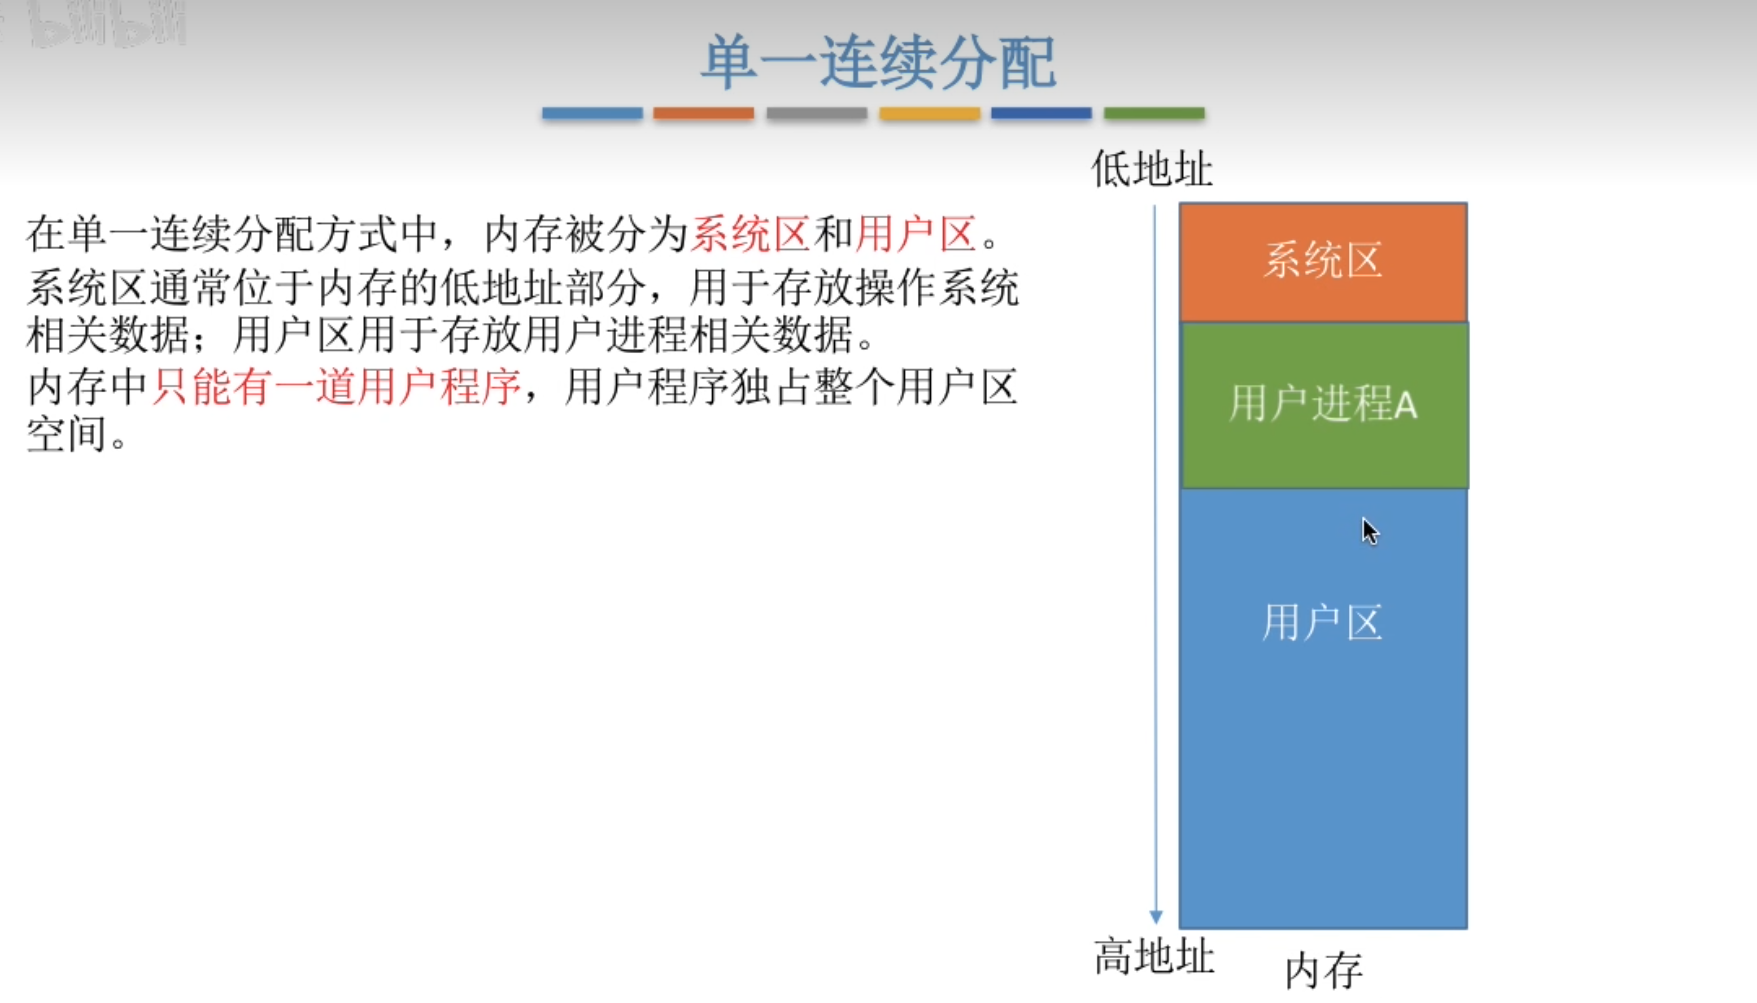 bilibili
单一连续分配
低地址
在单一连续分配方式中，内存被分为系统区和用户区。
系统区通常位于内存的低地址部分，用于存放操作系统
相关数据；用户区用于存放用户进程相关数据。
内存中只能有一道用户程序，用户程序独占整个用户区
空间。
系统区
用户进程A
用户区
高地址
内存